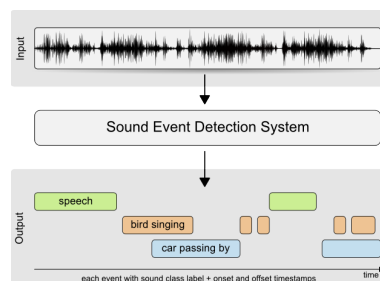 Input
Sound Event Detection System
Output
speech
bird singing
car passing by
time
each event with sound class label + onset and offset timestamps